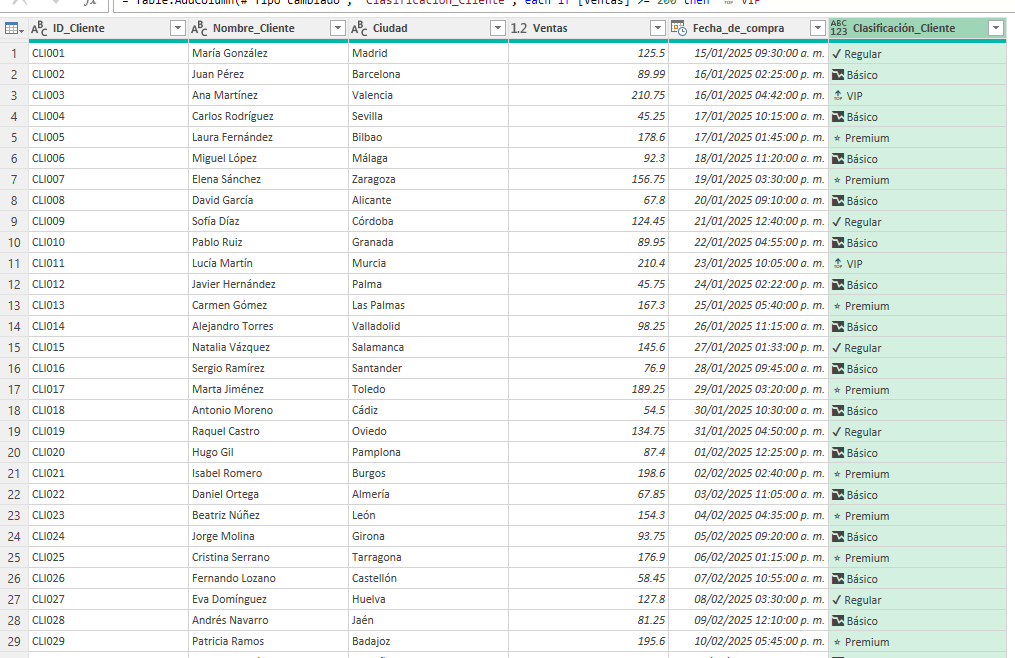 = Table.AddColumn(#"Tipo cambiado", "Clasificación_Cliente", each if [Ventas] >= 200 then "🔝 VIP"
ID_Cliente Nombre_Cliente Ciudad 1.2 Ventas Fecha_de_compra Clasificación_Cliente
1 CLI001 María González Madrid 125.5 15/01/2025 09:30:00 a. m. ✔ Regular
2 CLI002 Juan Pérez Barcelona 89.99 16/01/2025 02:25:00 p. m. Básico
3 CLI003 Ana Martínez Valencia 210.75 16/01/2025 04:42:00 p. m. 🔝 VIP
4 CLI004 Carlos Rodríguez Sevilla 45.25 17/01/2025 10:15:00 a. m. Básico
5 CLI005 Laura Fernández Bilbao 178.6 17/01/2025 01:45:00 p. m. ⭐ Premium
6 CLI006 Miguel López Málaga 92.3 18/01/2025 11:20:00 a. m. Básico
7 CLI007 Elena Sánchez Zaragoza 156.75 19/01/2025 03:30:00 p. m. ⭐ Premium
8 CLI008 David García Alicante 67.8 20/01/2025 09:10:00 a. m. Básico
9 CLI009 Sofía Díaz Córdoba 124.45 21/01/2025 12:40:00 p. m. ✔ Regular
10 CLI010 Pablo Ruiz Granada 89.95 22/01/2025 04:55:00 p. m. Básico
11 CLI011 Lucía Martín Murcia 210.4 23/01/2025 10:05:00 a. m. 🔝 VIP
12 CLI012 Javier Hernández Palma 45.75 24/01/2025 02:22:00 p. m. Básico
13 CLI013 Carmen Gómez Las Palmas 167.3 25/01/2025 05:40:00 p. m. ⭐ Premium
14 CLI014 Alejandro Torres Valladolid 98.25 26/01/2025 11:15:00 a. m. Básico
15 CLI015 Natalia Vázquez Salamanca 145.6 27/01/2025 01:33:00 p. m. ✔ Regular
16 CLI016 Sergio Ramírez Santander 76.9 28/01/2025 09:45:00 a. m. Básico
17 CLI017 Marta Jiménez Toledo 189.25 29/01/2025 03:20:00 p. m. ⭐ Premium
18 CLI018 Antonio Moreno Cádiz 54.5 30/01/2025 10:30:00 a. m. Básico
19 CLI019 Raquel Castro Oviedo 134.75 31/01/2025 04:50:00 p. m. ✔ Regular
20 CLI020 Hugo Gil Pamplona 87.4 01/02/2025 12:25:00 p. m. Básico
21 CLI021 Isabel Romero Burgos 198.6 02/02/2025 02:40:00 p. m. ⭐ Premium
22 CLI022 Daniel Ortega Almería 67.85 03/02/2025 11:05:00 a. m. Básico
23 CLI023 Beatriz Núñez León 154.3 04/02/2025 04:35:00 p. m. ⭐ Premium
24 CLI024 Jorge Molina Girona 93.75 05/02/2025 09:20:00 a. m. Básico
25 CLI025 Cristina Serrano Tarragona 176.9 06/02/2025 01:15:00 p. m. ⭐ Premium
26 CLI026 Fernando Lozano Castellón 58.45 07/02/2025 10:55:00 a. m. Básico
27 CLI027 Eva Domínguez Huelva 127.8 08/02/2025 03:30:00 p. m. ✔ Regular
28 CLI028 Andrés Navarro Jaén 81.25 09/02/2025 12:10:00 p. m. Básico
29 CLI029 Patricia Ramos Badajoz 195.6 10/02/2025 05:45:00 p. m. ⭐ Premium